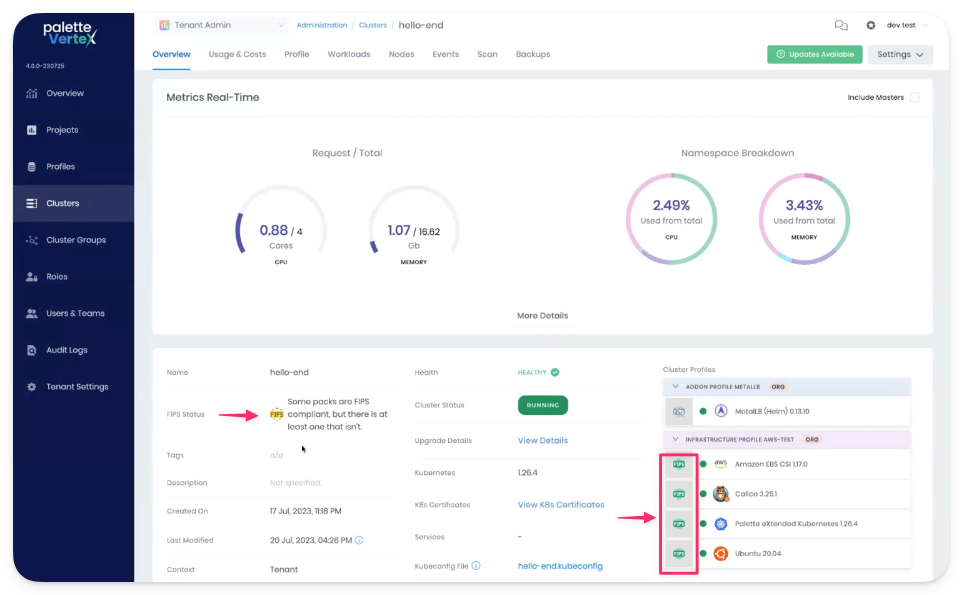 palette
VerteX
4.0.0-230725
Overview
Projects
Profiles
Clusters
Cluster Groups
Roles
Users & Teams
Audit Logs
Tenant Settings
Tenant Admin
Administration / Clusters / hello-end
dev test
Overview Usage & Costs Profile Workloads Nodes Events Scan Backups
Updates Available
Settings
Metrics Real-Time
Include Masters
Request / Total
Namespace Breakdown
0.88 / 4
Cores
CPU
1.07 / 16.62
Gb
MEMORY
2.49%
Used from total
CPU
3.43%
Used from total
MEMORY
More Details
Name hello-end
FIPS Status
FIPS
Some packs are FIPS
compliant, but there is at
least one that isn't.
Tags n/a
Description Not specified.
Created On 17 Jul, 2023, 11:18 PM
Last Modified 20 Jul, 2023, 04:26 PM
Context Tenant
Health HEALTHY
Cluster Status RUNNING
Upgrade Details View Details
Kubernetes 1.26.4
K8s Certificates View K8s Certificates
Services -
Kubeconfig File hello-end.kubeconfig
Cluster Profiles
ADDON PROFILE METALLB ORG
MetalLB (Helm) 0.13.10
INFRASTRUCTURE PROFILE AWS-TEST ORG
FIPS aws Amazon EBS CSI 1.17.0
FIPS Calico 3.25.1
FIPS Palette eXtended Kubernetes 1.26.4
FIPS Ubuntu 20.04